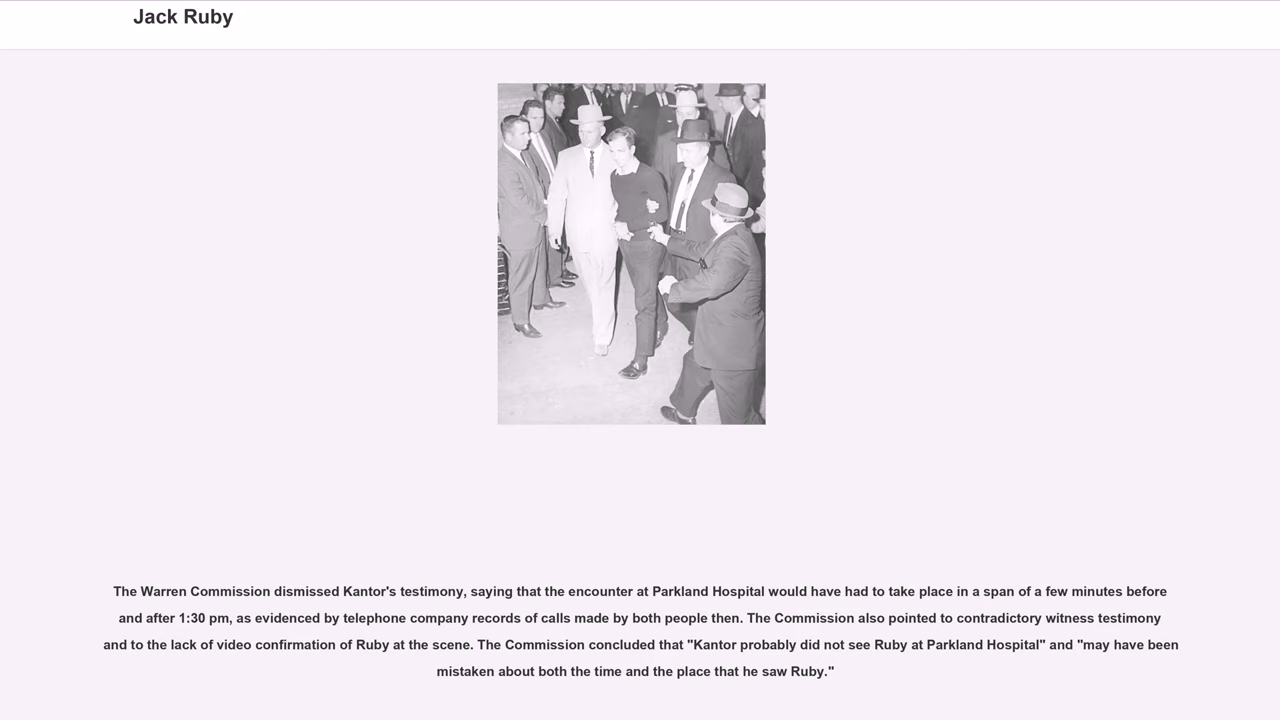 Jack Ruby
The Warren Commission dismissed Kantor's testimony, saying that the encounter at Parkland Hospital would have had to take place in a span of a few minutes before
and after 1:30 pm, as evidenced by telephone company records of calls made by both people then. The Commission also pointed to contradictory witness testimony
and to the lack of video confirmation of Ruby at the scene. The Commission concluded that "Kantor probably did not see Ruby at Parkland Hospital" and "may have been
mistaken about both the time and the place that he saw Ruby."